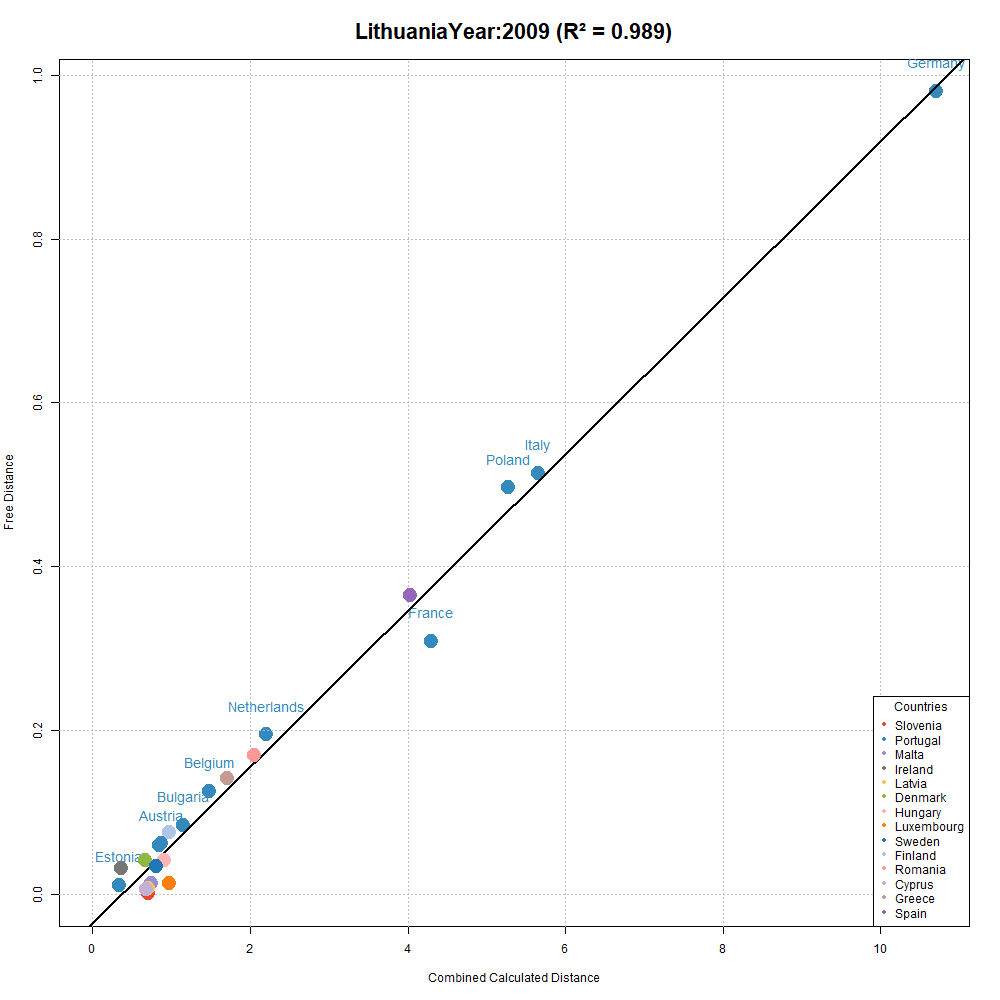 LithuaniaYear:2009 (R² = 0.989)
Germany
Italy
Poland
France
Netherlands
Belgium
Bulgaria
Austria
Estonia
Free Distance
1.0
0.8
0.6
0.4
0.2
0.0
0 2 4 6 8 10
Combined Calculated Distance
Countries
Slovenia
Portugal
Malta
Ireland
Latvia
Denmark
Hungary
Luxembourg
Sweden
Finland
Romania
Cyprus
Greece
Spain